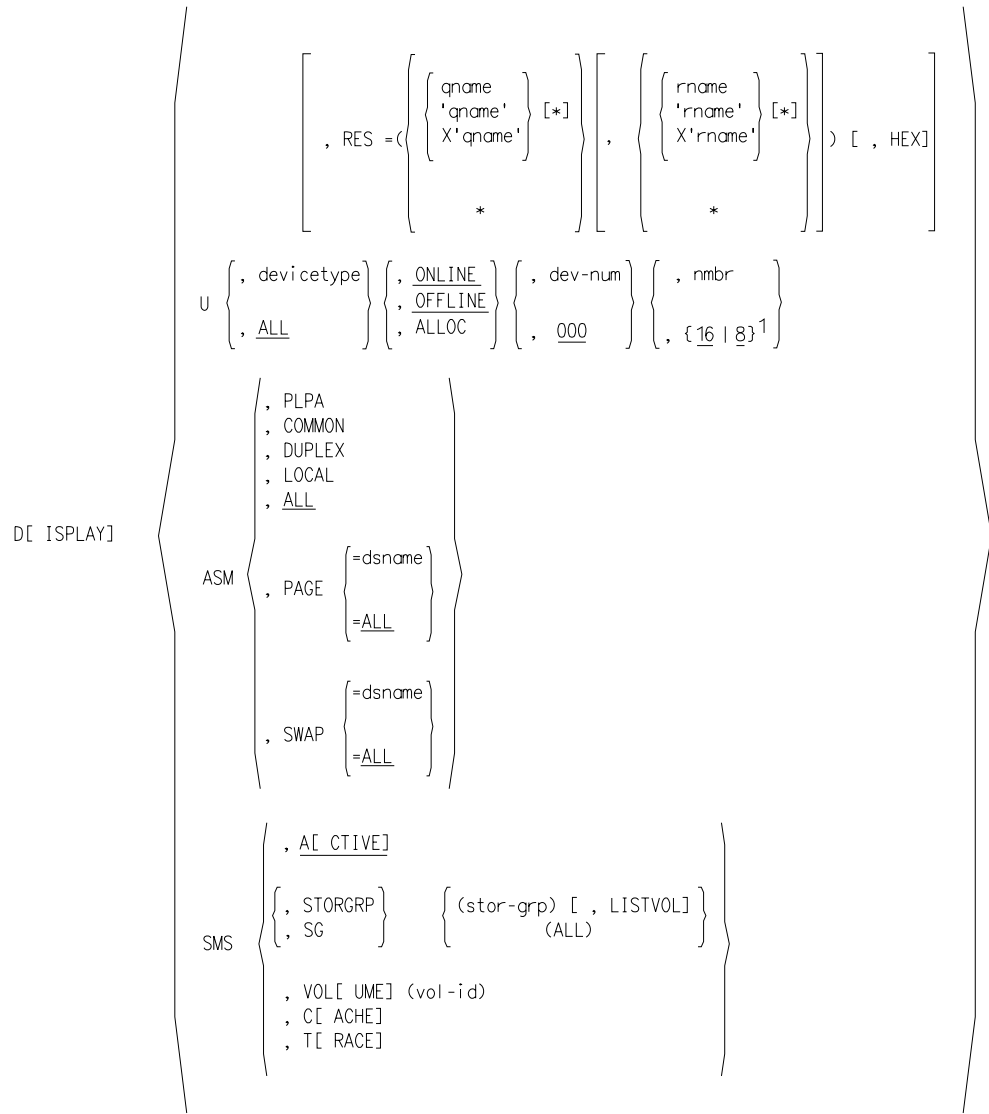 qname rname
'qname' [*] 'rname' [*]
, RES =( X'qname' , X'rname' ) [ , HEX]
* *
, devicetype , ONLINE , dev-num , nmbr
U , OFFLINE
, ALL , ALLOC , 000 , {16 | 8}1
, PLPA
, COMMON
, DUPLEX
, LOCAL
, ALL
D[ ISPLAY]
=dsname
ASM , PAGE
=ALL
=dsname
, SWAP
=ALL
, A[ CTIVE]
, STORGRP (stor-grp) [ , LISTVOL]
, SG (ALL)
SMS
, VOL[ UME] (vol-id)
, C[ ACHE]
, T[ RACE]